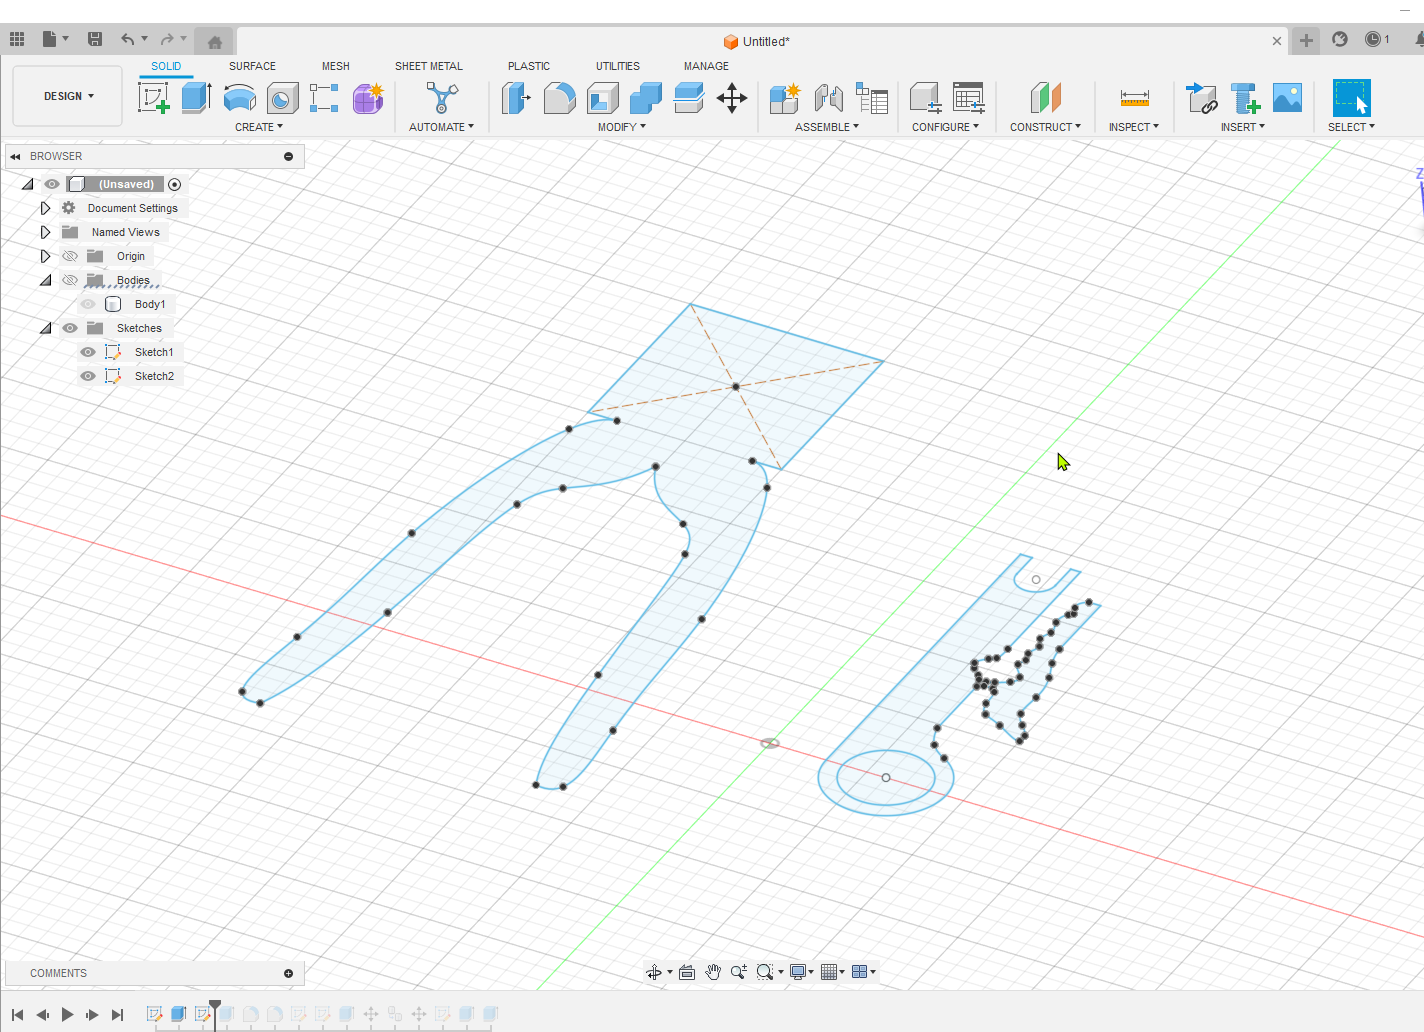 Untitled*
1
SOLID SURFACE MESH SHEET METAL PLASTIC UTILITIES MANAGE
DESIGN
CREATE AUTOMATE MODIFY ASSEMBLE CONFIGURE CONSTRUCT INSPECT INSERT SELECT
BROWSER
(Unsaved)
Document Settings
Named Views
Origin
Bodies
Body1
Sketches
Sketch1
Sketch2
Z
COMMENTS